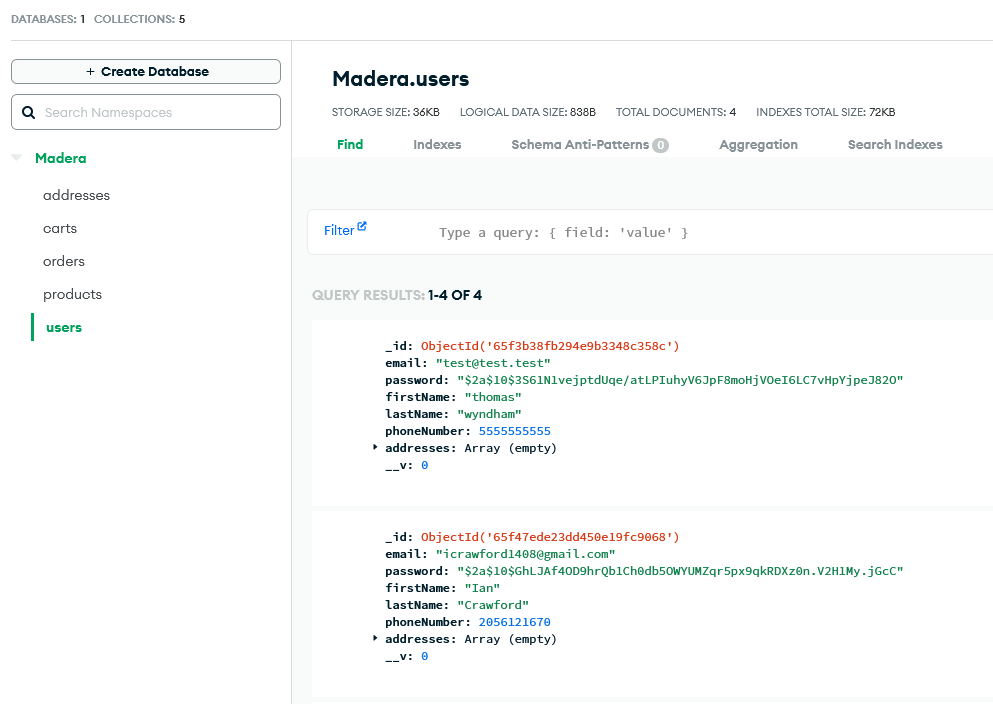 DATABASES: 1 COLLECTIONS: 5
+ Create Database
Search Namespaces
Madera
addresses
carts
orders
products
users
Madera.users
STORAGE SIZE: 36KB LOGICAL DATA SIZE: 838B TOTAL DOCUMENTS: 4 INDEXES TOTAL SIZE: 72KB
Find Indexes Schema Anti-Patterns 0 Aggregation Search Indexes
Filter Type a query: { field: 'value' }
QUERY RESULTS: 1-4 OF 4
_id: ObjectId('65f3b38fb294e9b3348c358c')
email: "test@test.test"
password: "$2a$10$3S61N1vejptdUqe/atLPIuhyV6JpF8moHjVOeI6LC7vHpYjpeJ82O"
firstName: "thomas"
lastName: "wyndham"
phoneNumber: 5555555555
addresses: Array (empty)
__v: 0
_id: ObjectId('65f47ede23dd450e19fc9068')
email: "icrawford1408@gmail.com"
password: "$2a$10$GhLJAf4OD9hrQb1Ch0db5OWYUMZqr5px9qkRDXz0n.V2H1My.jGcC"
firstName: "Ian"
lastName: "Crawford"
phoneNumber: 2056121670
addresses: Array (empty)
__v: 0